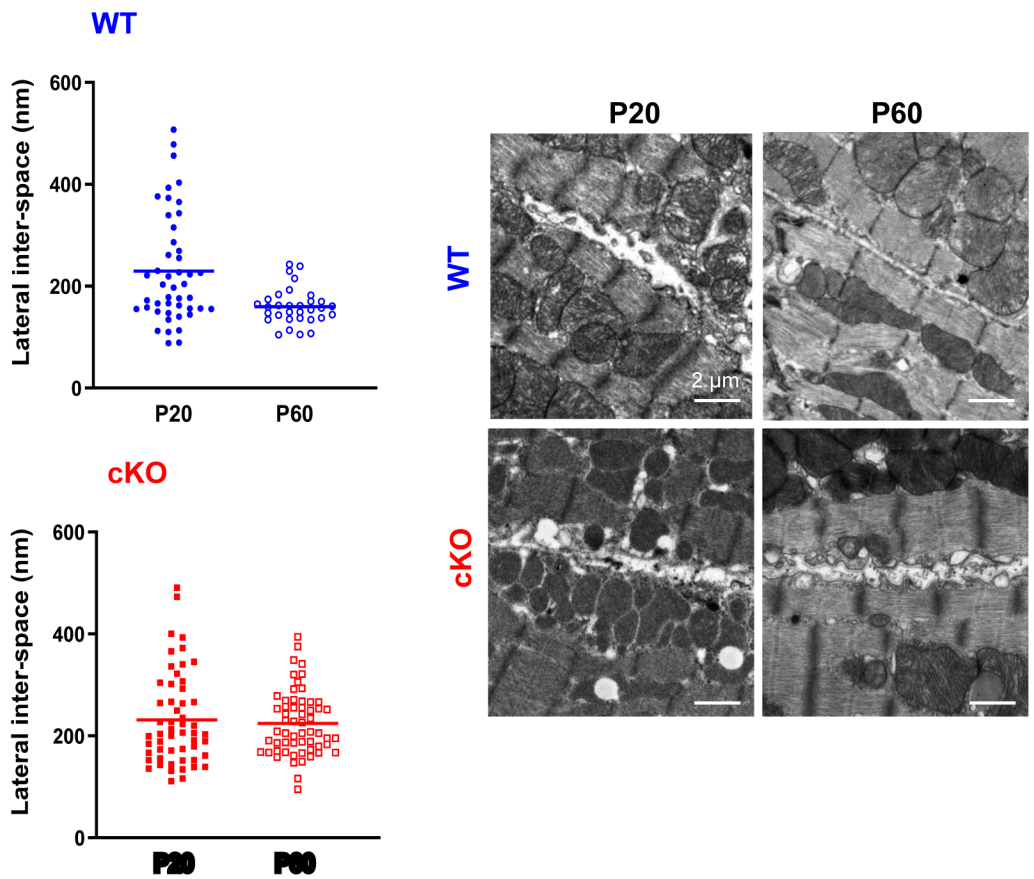 WT
Lateral inter-space (nm)
600
400
200
0
P20 P60
cKO
Lateral inter-space (nm)
600
400
200
0
P20 P60
P20 P60
WT
2 µm
cKO